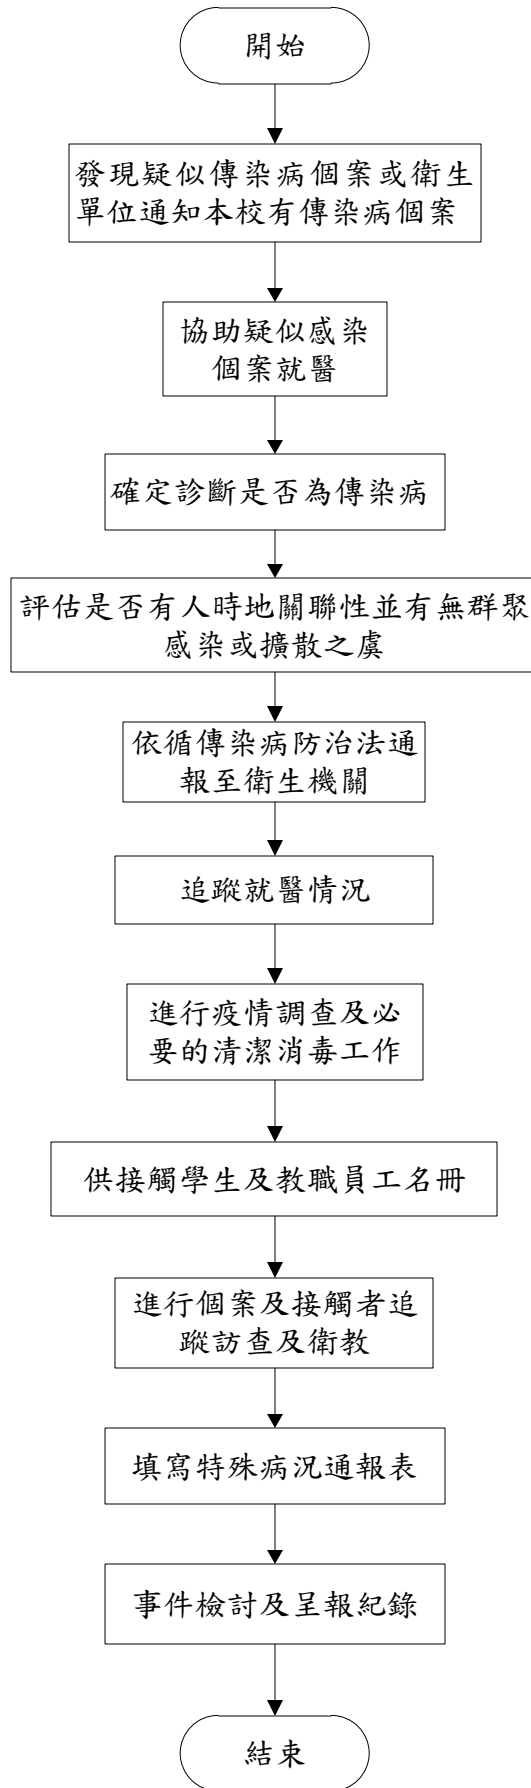 開始
發現疑似傳染病個案或衛生
單位通知本校有傳染病個案
協助疑似感染
個案就醫
確定診斷是否為傳染病
評估是否有人時地關聯性並有無群聚
感染或擴散之虞
依循傳染病防治法通
報至衛生機關
追蹤就醫情況
進行疫情調查及必
要的清潔消毒工作
供接觸學生及教職員工名冊
進行個案及接觸者追
蹤訪查及衛教
填寫特殊病況通報表
事件檢討及呈報紀錄
結束